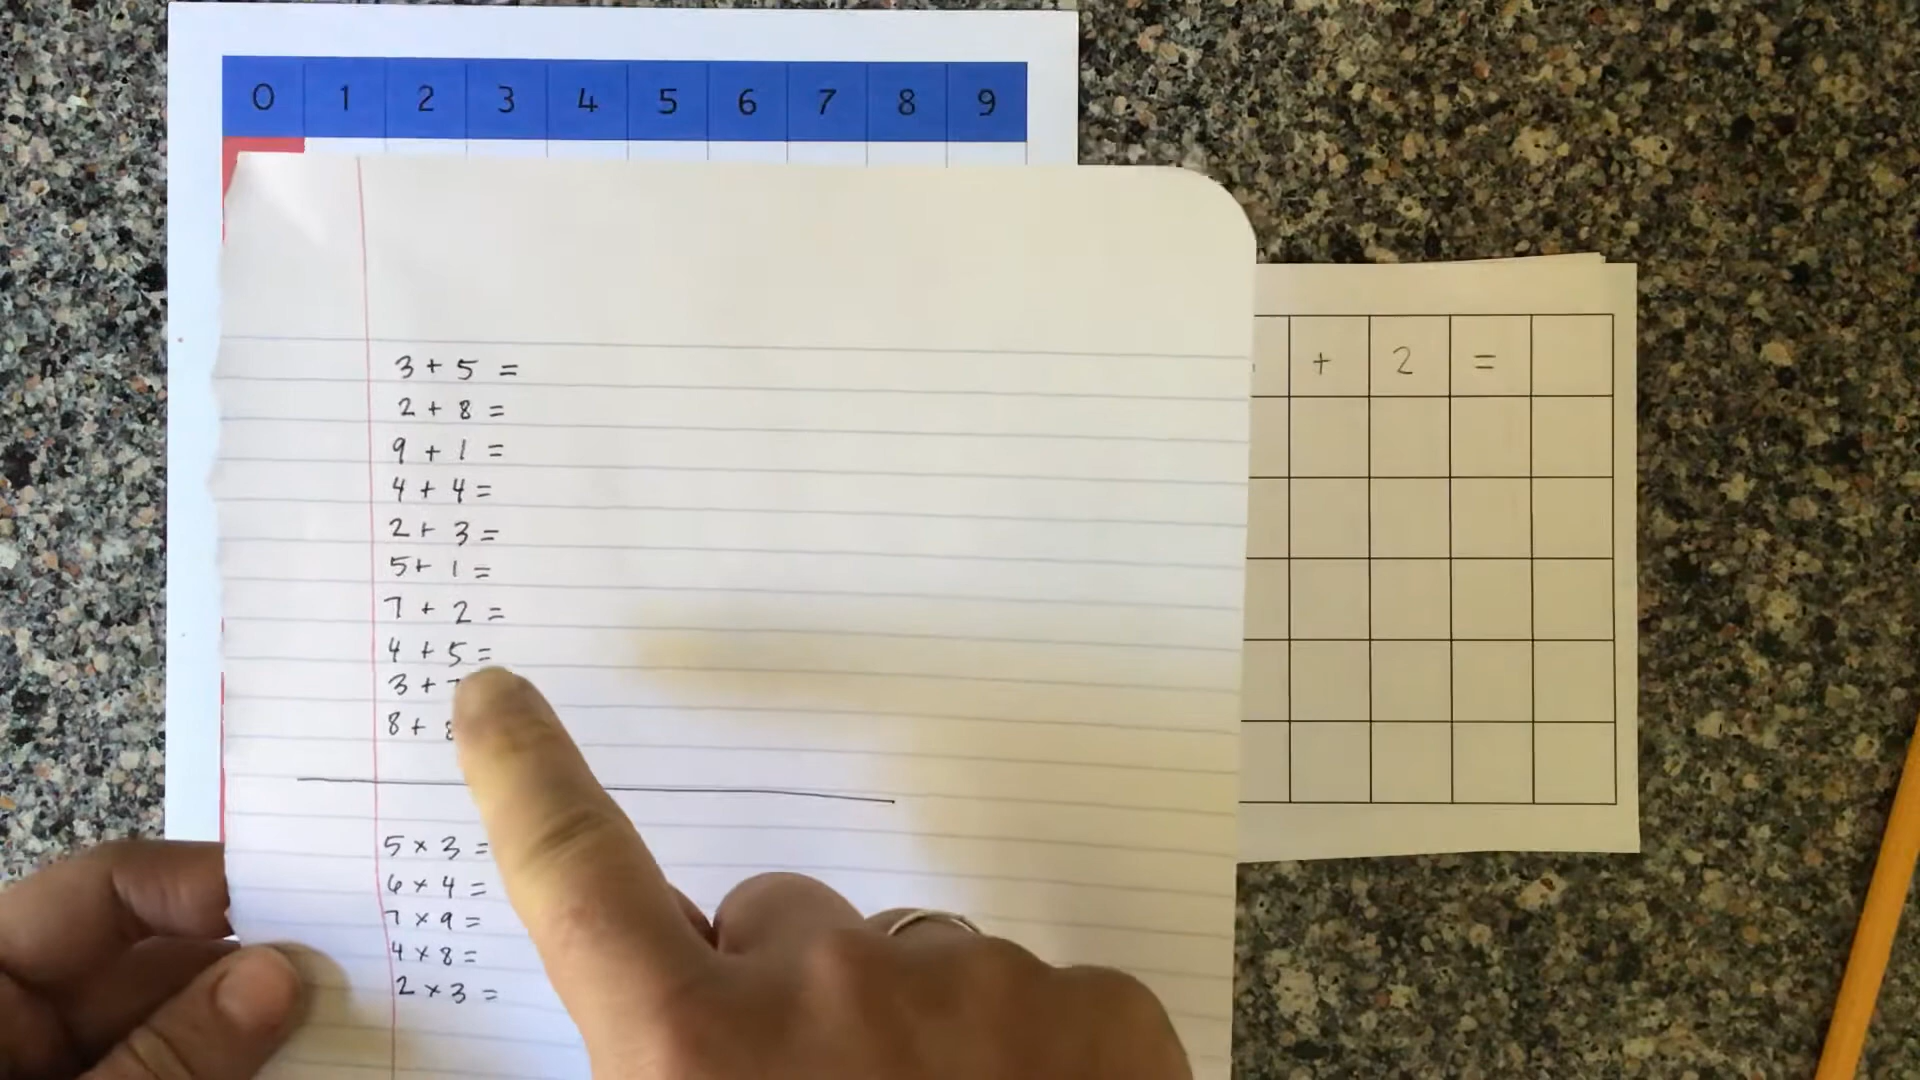 0 1 2 3 4 5 6 7 8 9
3 + 5 =
2 + 8 =
9 + 1 =
4 + 4 =
2 + 3 =
5 + 1 =
7 + 2 =
4 + 5 =
3 +
8 +
5 × 3 =
6 × 4 =
7 × 9 =
4 × 8 =
2 × 3 =
+ 2 =